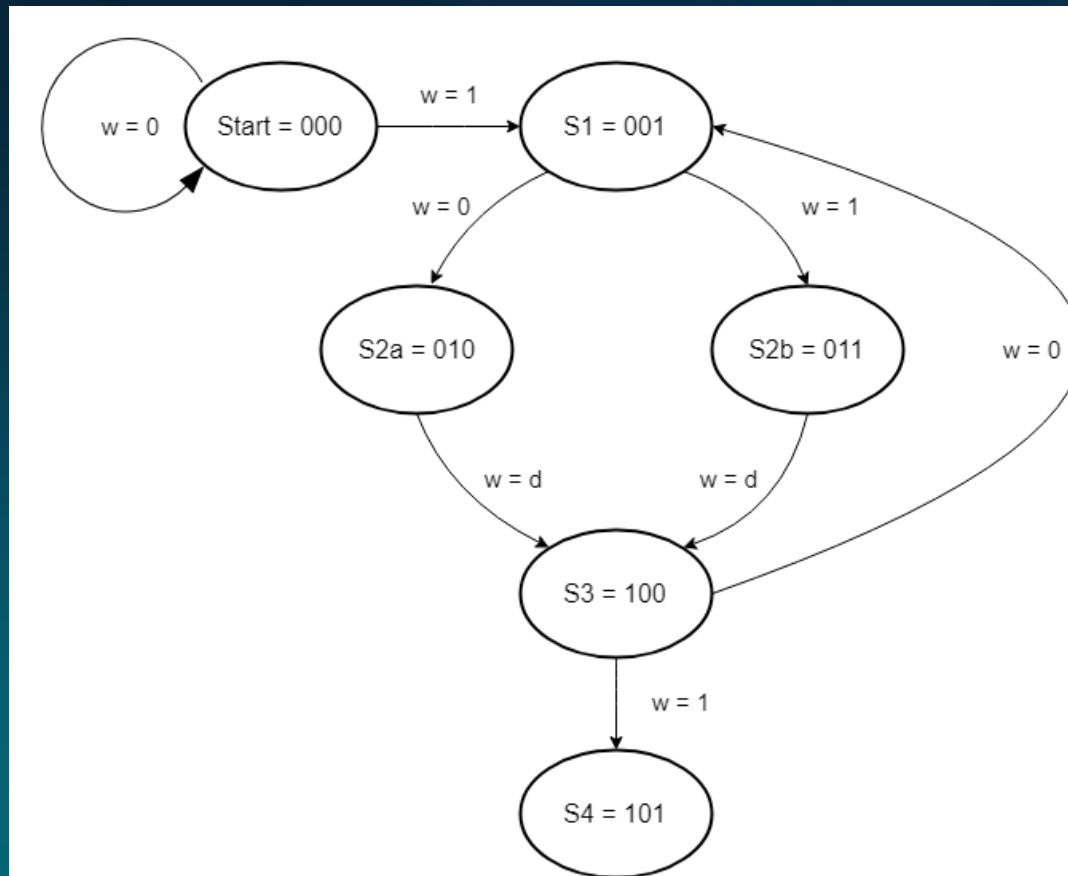 w = 1
w = 0
Start = 000
S1 = 001
w = 0
w = 1
S2a = 010
S2b = 011
w = 0
w = d
w = d
S3 = 100
w = 1
S4 = 101